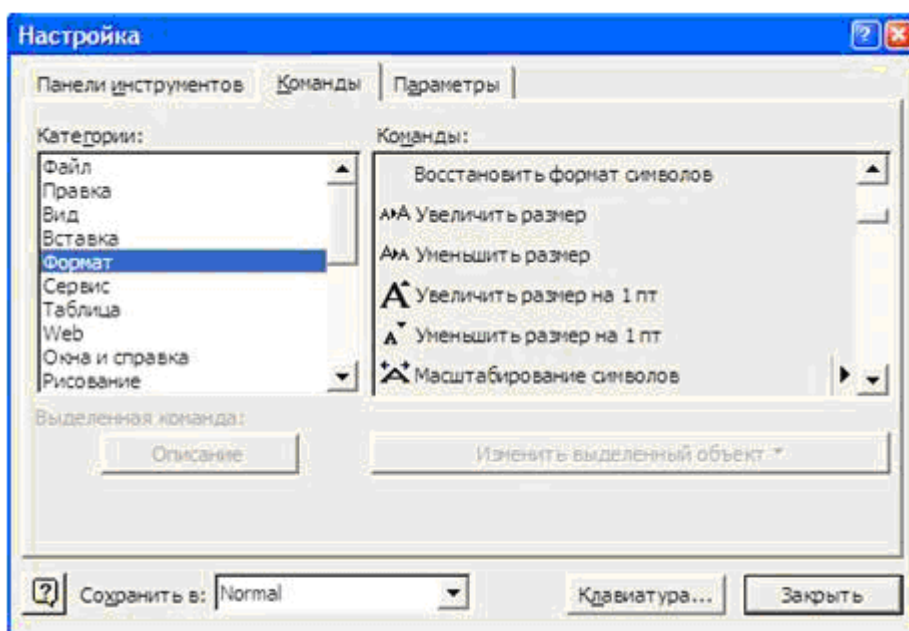 Настройка
Панели инструментов Команды Параметры
Категории: Команды:
Файл
Правка
Вид
Вставка
Формат
Сервис
Таблица
Web
Окна и справка
Рисование
Восстановить формат символов
Увеличить размер
Уменьшить размер
Увеличить размер на 1 пт
Уменьшить размер на 1 пт
Масштабирование символов
Выделенная команда:
Описание Изменить выделенный объект
Сохранить в: Normal Клавиатура... Закрыть